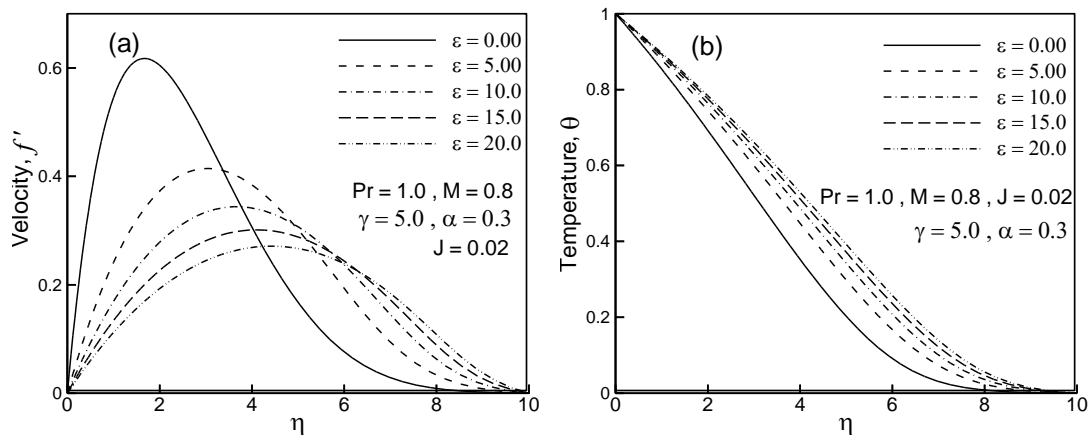 (a)
ε = 0.00
ε = 5.00
ε = 10.0
ε = 15.0
ε = 20.0
Pr = 1.0 , M = 0.8
γ = 5.0 , α = 0.3
J = 0.02
Velocity, f′
0.6
0.4
0.2
0
0 2 4 6 8 10
η
(b)
ε = 0.00
ε = 5.00
ε = 10.0
ε = 15.0
ε = 20.0
Pr = 1.0 , M = 0.8 , J = 0.02
γ = 5.0 , α = 0.3
Temperature, θ
1
0.8
0.6
0.4
0.2
0
0 2 4 6 8 10
η